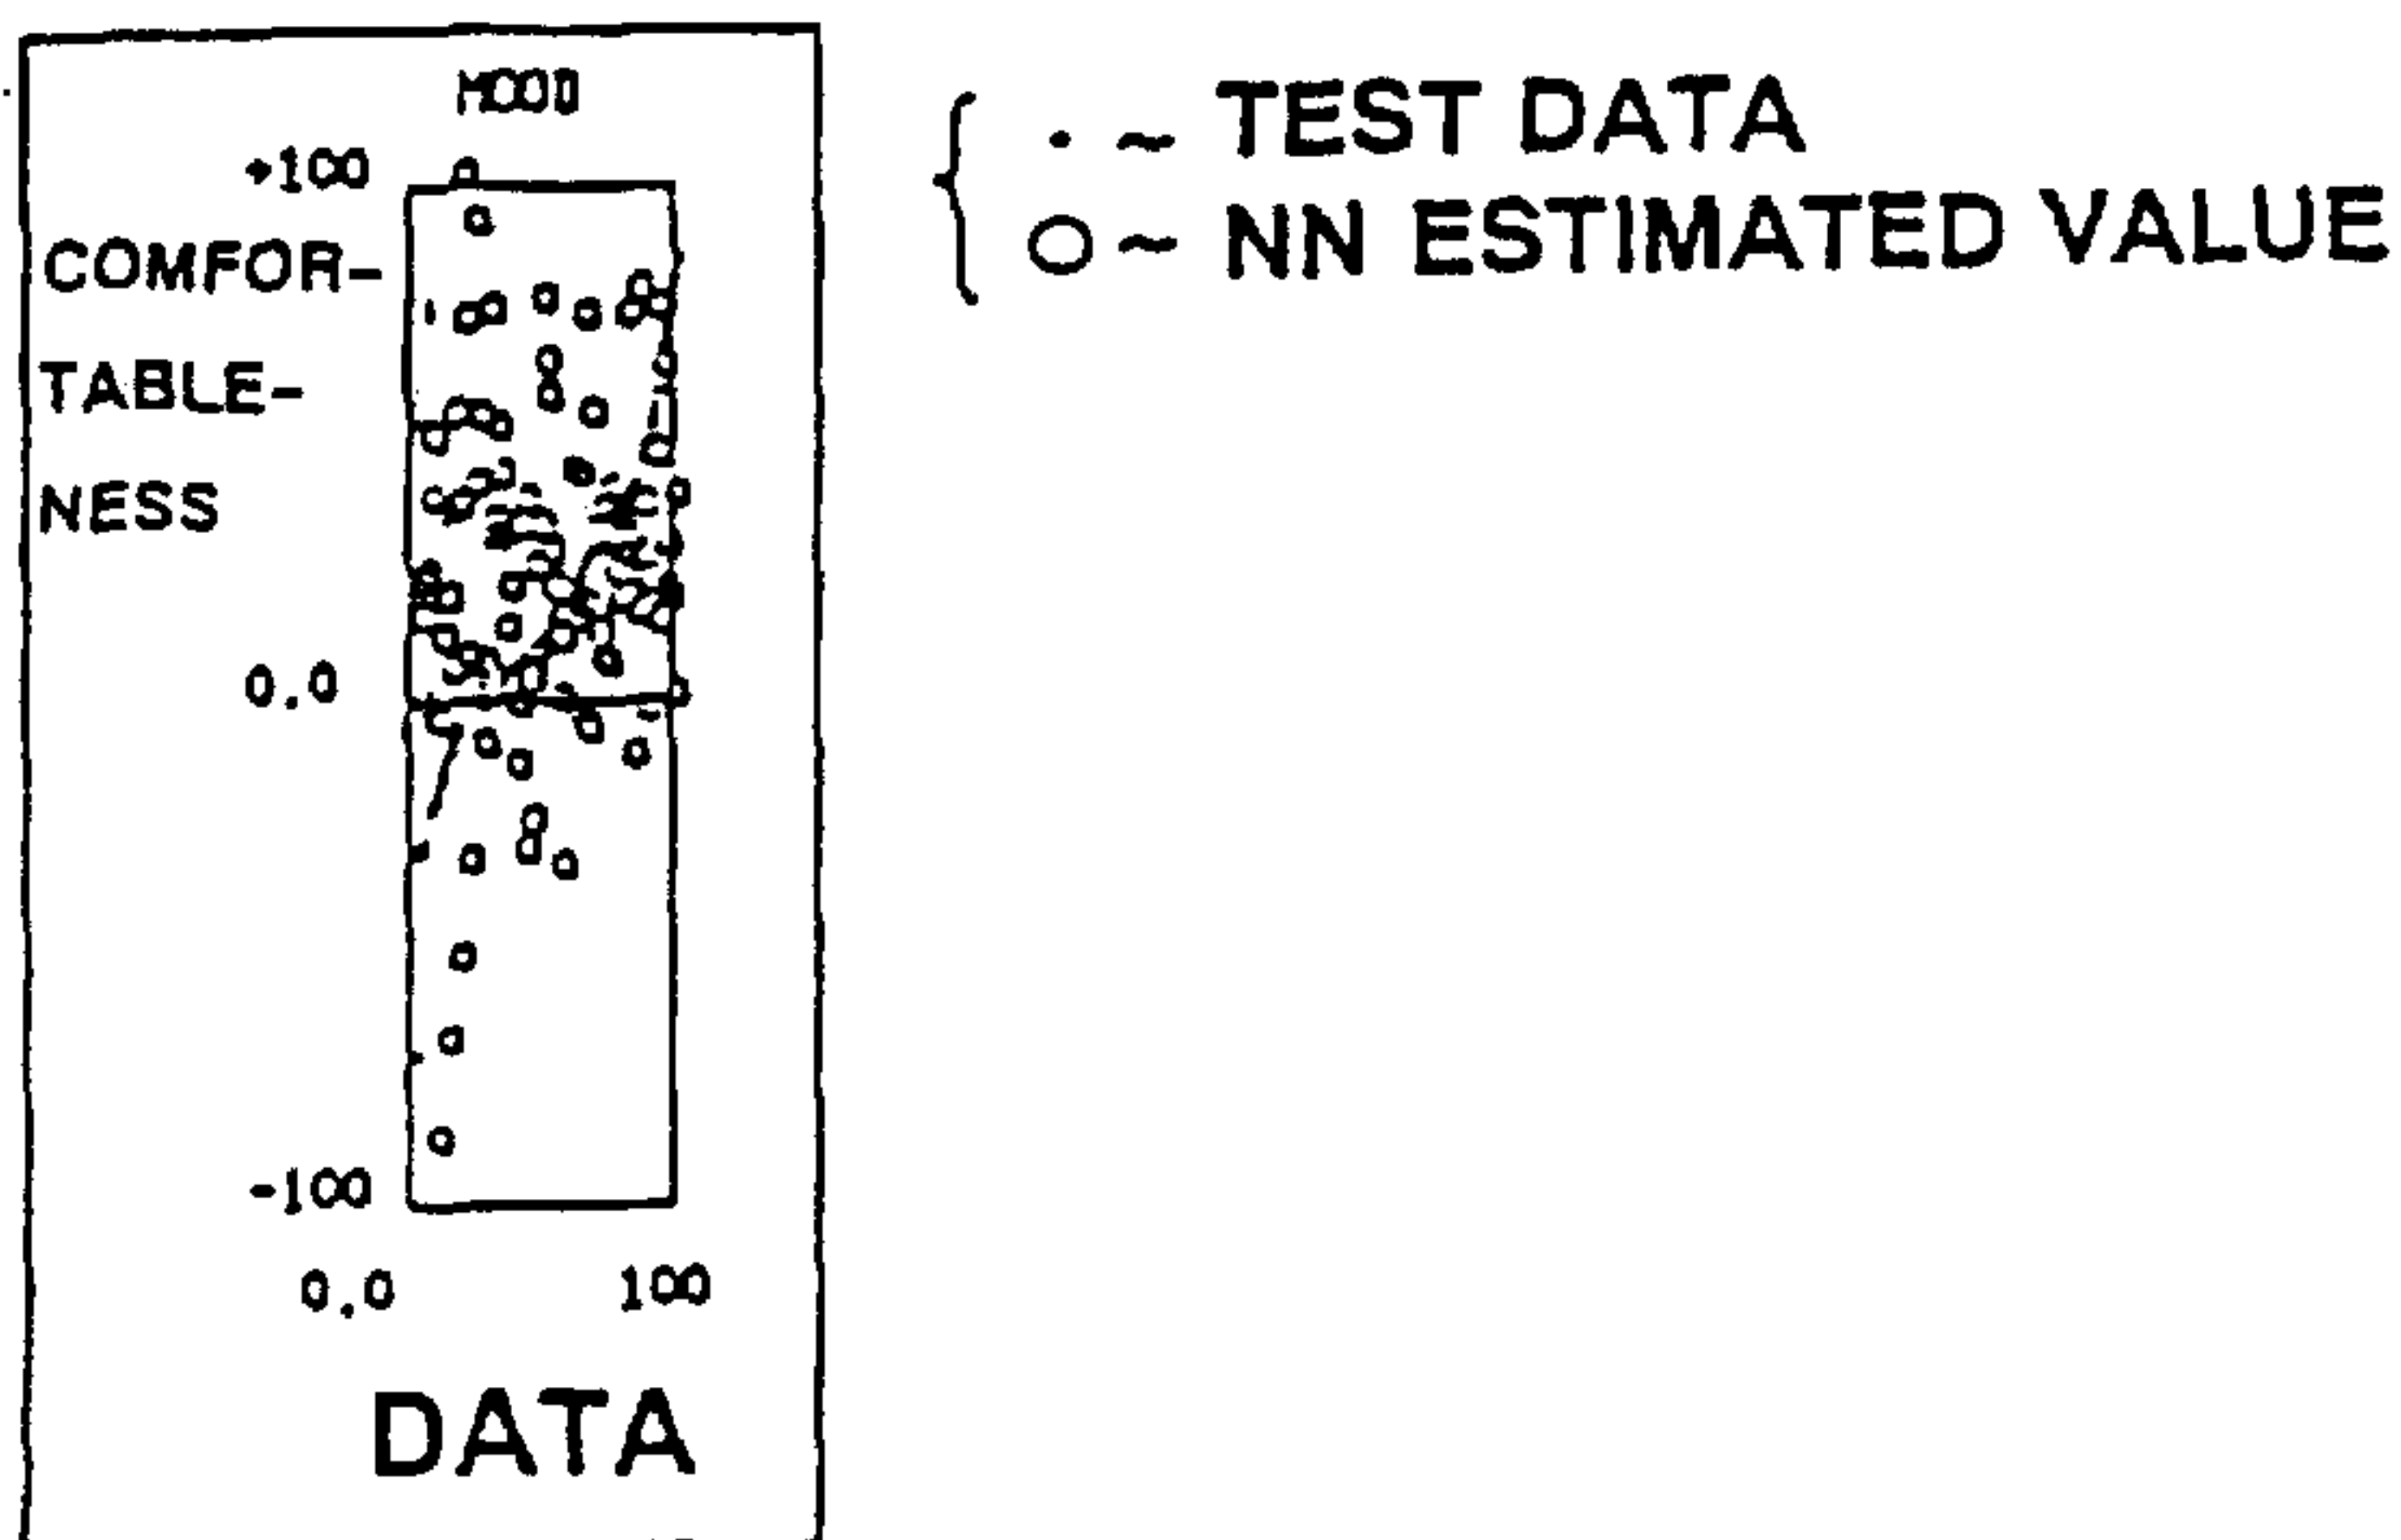 MOOD
+100
COMFOR-
TABLE-
NESS
0.0
-100
0.0 100
DATA
· ~ TEST DATA
○ ~ NN ESTIMATED VALUE